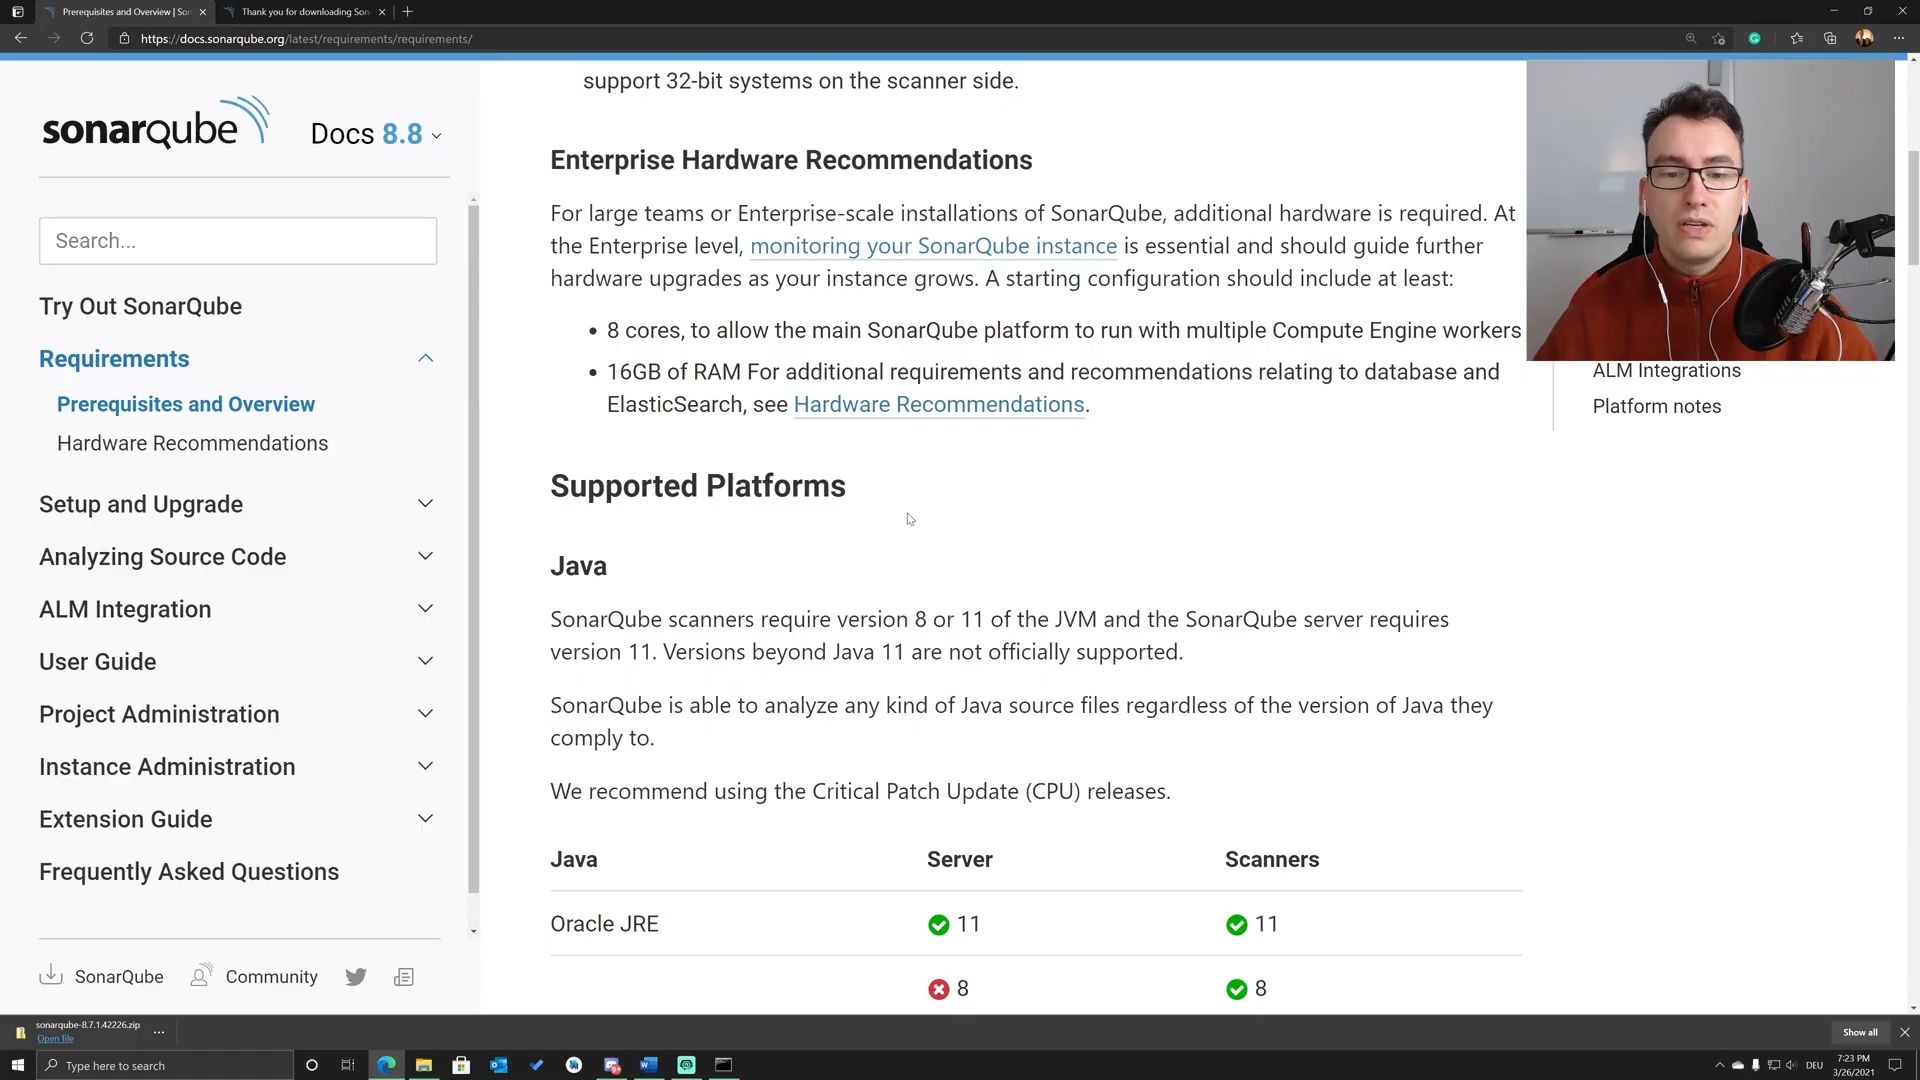 Prerequisites and Overview | So
Thank you for downloading Son
https://docs.sonarqube.org/latest/requirements/requirements/
sonarqube
Docs 8.8
Search...
Try Out SonarQube
Requirements
Prerequisites and Overview
Hardware Recommendations
Setup and Upgrade
Analyzing Source Code
ALM Integration
User Guide
Project Administration
Instance Administration
Extension Guide
Frequently Asked Questions
SonarQube
Community
support 32-bit systems on the scanner side.
Enterprise Hardware Recommendations
For large teams or Enterprise-scale installations of SonarQube, additional hardware is required. At
the Enterprise level, monitoring your SonarQube instance is essential and should guide further
hardware upgrades as your instance grows. A starting configuration should include at least:
• 8 cores, to allow the main SonarQube platform to run with multiple Compute Engine workers
• 16GB of RAM For additional requirements and recommendations relating to database and
ElasticSearch, see Hardware Recommendations.
Supported Platforms
Java
SonarQube scanners require version 8 or 11 of the JVM and the SonarQube server requires
version 11. Versions beyond Java 11 are not officially supported.
SonarQube is able to analyze any kind of Java source files regardless of the version of Java they
comply to.
We recommend using the Critical Patch Update (CPU) releases.
Java Server Scanners
Oracle JRE 11 11
8 8
ALM Integrations
Platform notes
sonarqube-8.7.1.42226.zip
Open file
Show all
Type here to search
DEU
7:23 PM
3/26/2021